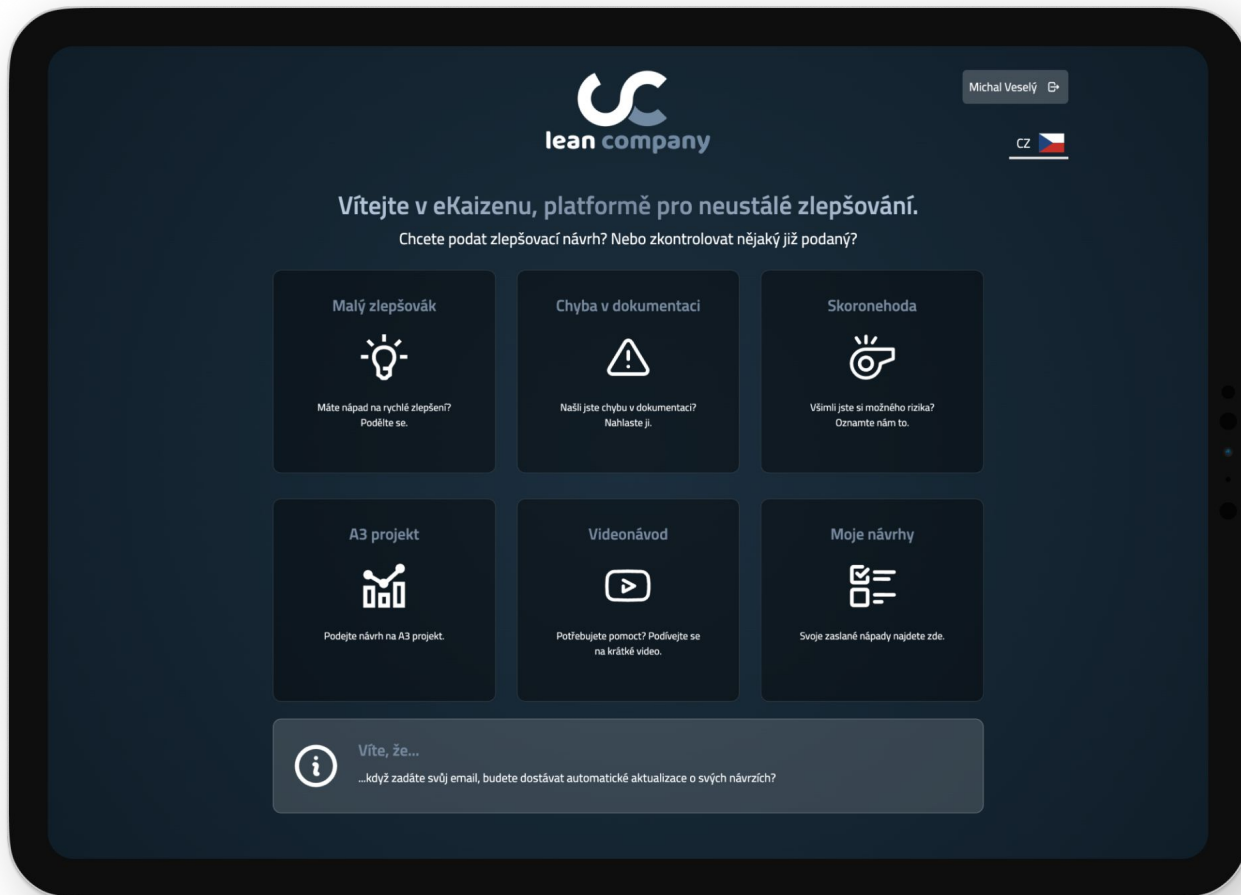 lean company
Michal Veselý
CZ
Vítejte v eKaizenu, platformě pro neustálé zlepšování.
Chcete podat zlepšovací návrh? Nebo zkontrolovat nějaký již podaný?
Malý zlepšovák
Máte nápad na rychlé zlepšení?
Podělte se.
Chyba v dokumentaci
Našli jste chybu v dokumentaci?
Nahlaste ji.
Skoronehoda
Všimli jste si možného rizika?
Oznamte nám to.
A3 projekt
Podejte návrh na A3 projekt.
Videonávod
Potřebujete pomoct? Podívejte se
na krátké video.
Moje návrhy
Svoje zaslané nápady najdete zde.
Víte, že...
...když zadáte svůj email, budete dostávat automatické aktualizace o svých návrzích?